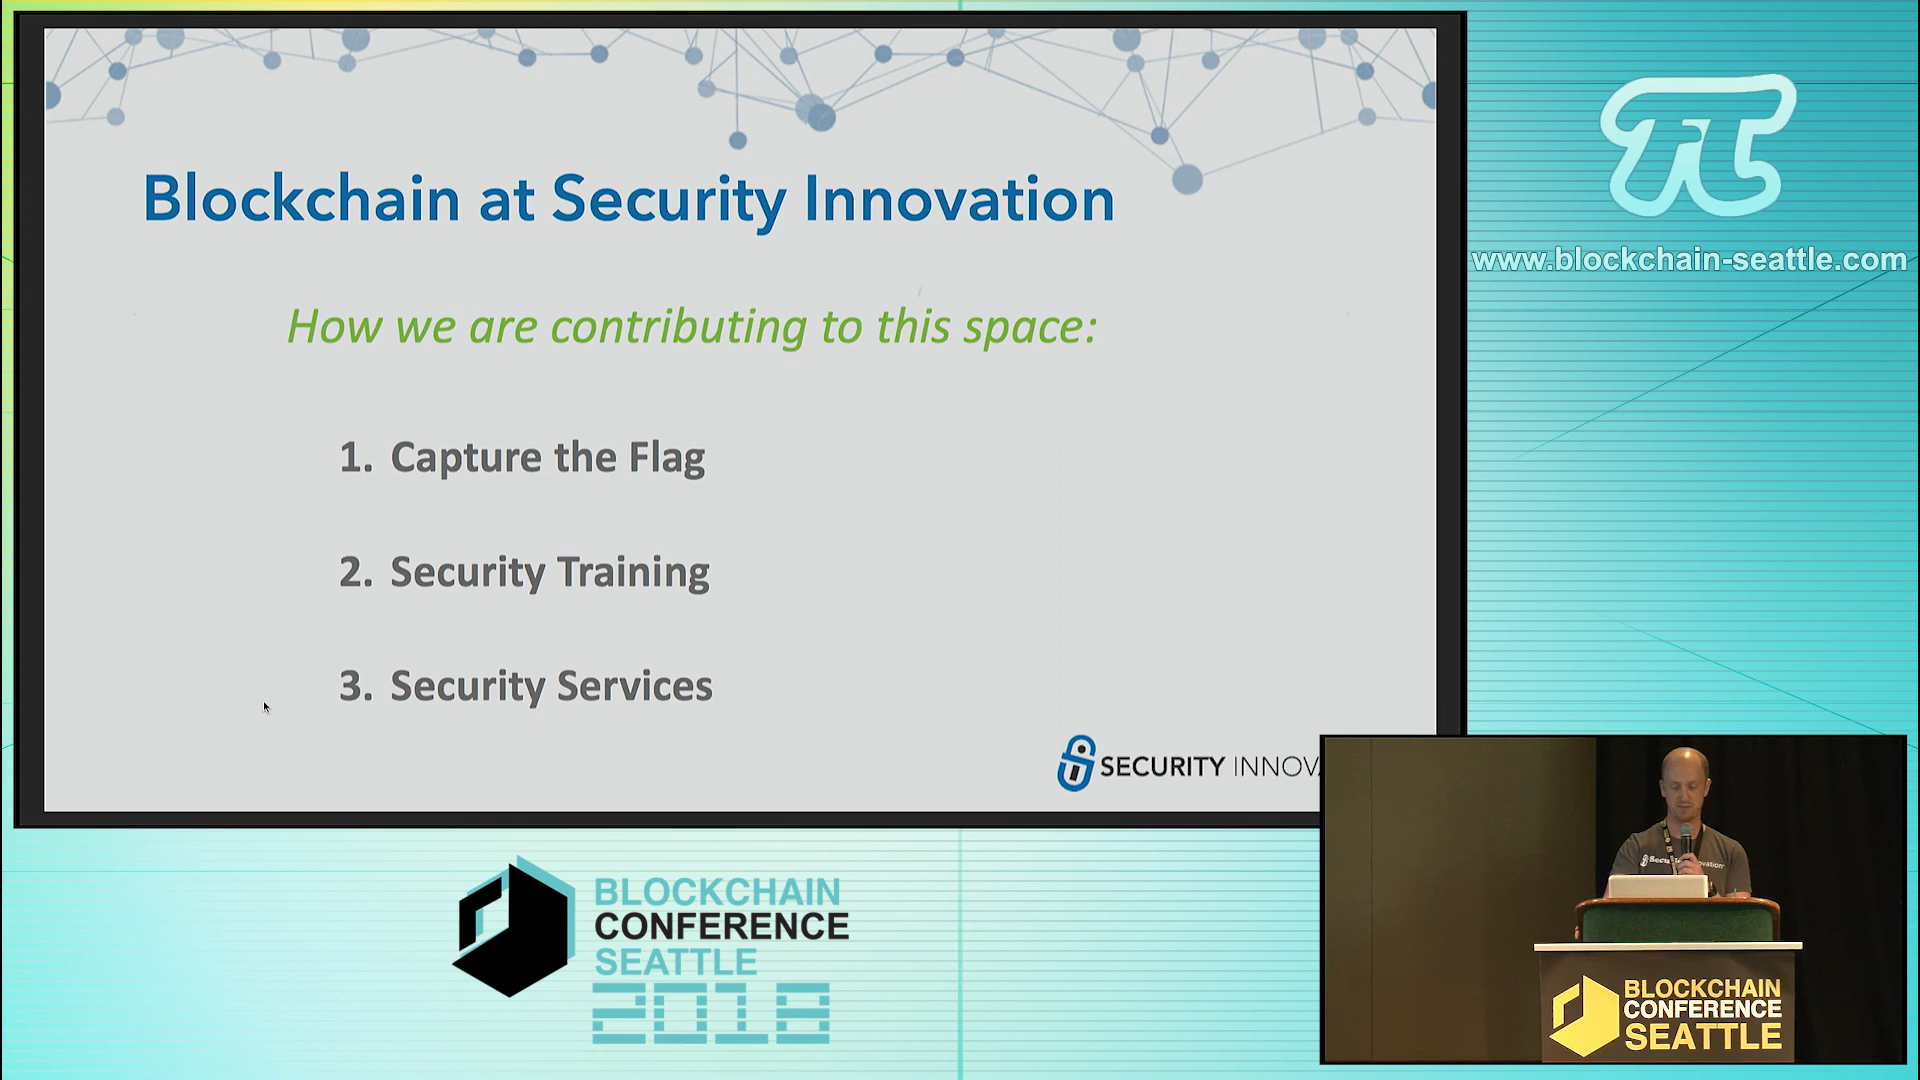 Blockchain at Security Innovation
How we are contributing to this space:
1. Capture the Flag
2. Security Training
3. Security Services
SECURITY INNOV
www.blockchain-seattle.com
BLOCKCHAIN
CONFERENCE
SEATTLE
2018
BLOCKCHAIN
CONFERENCE
SEATTLE